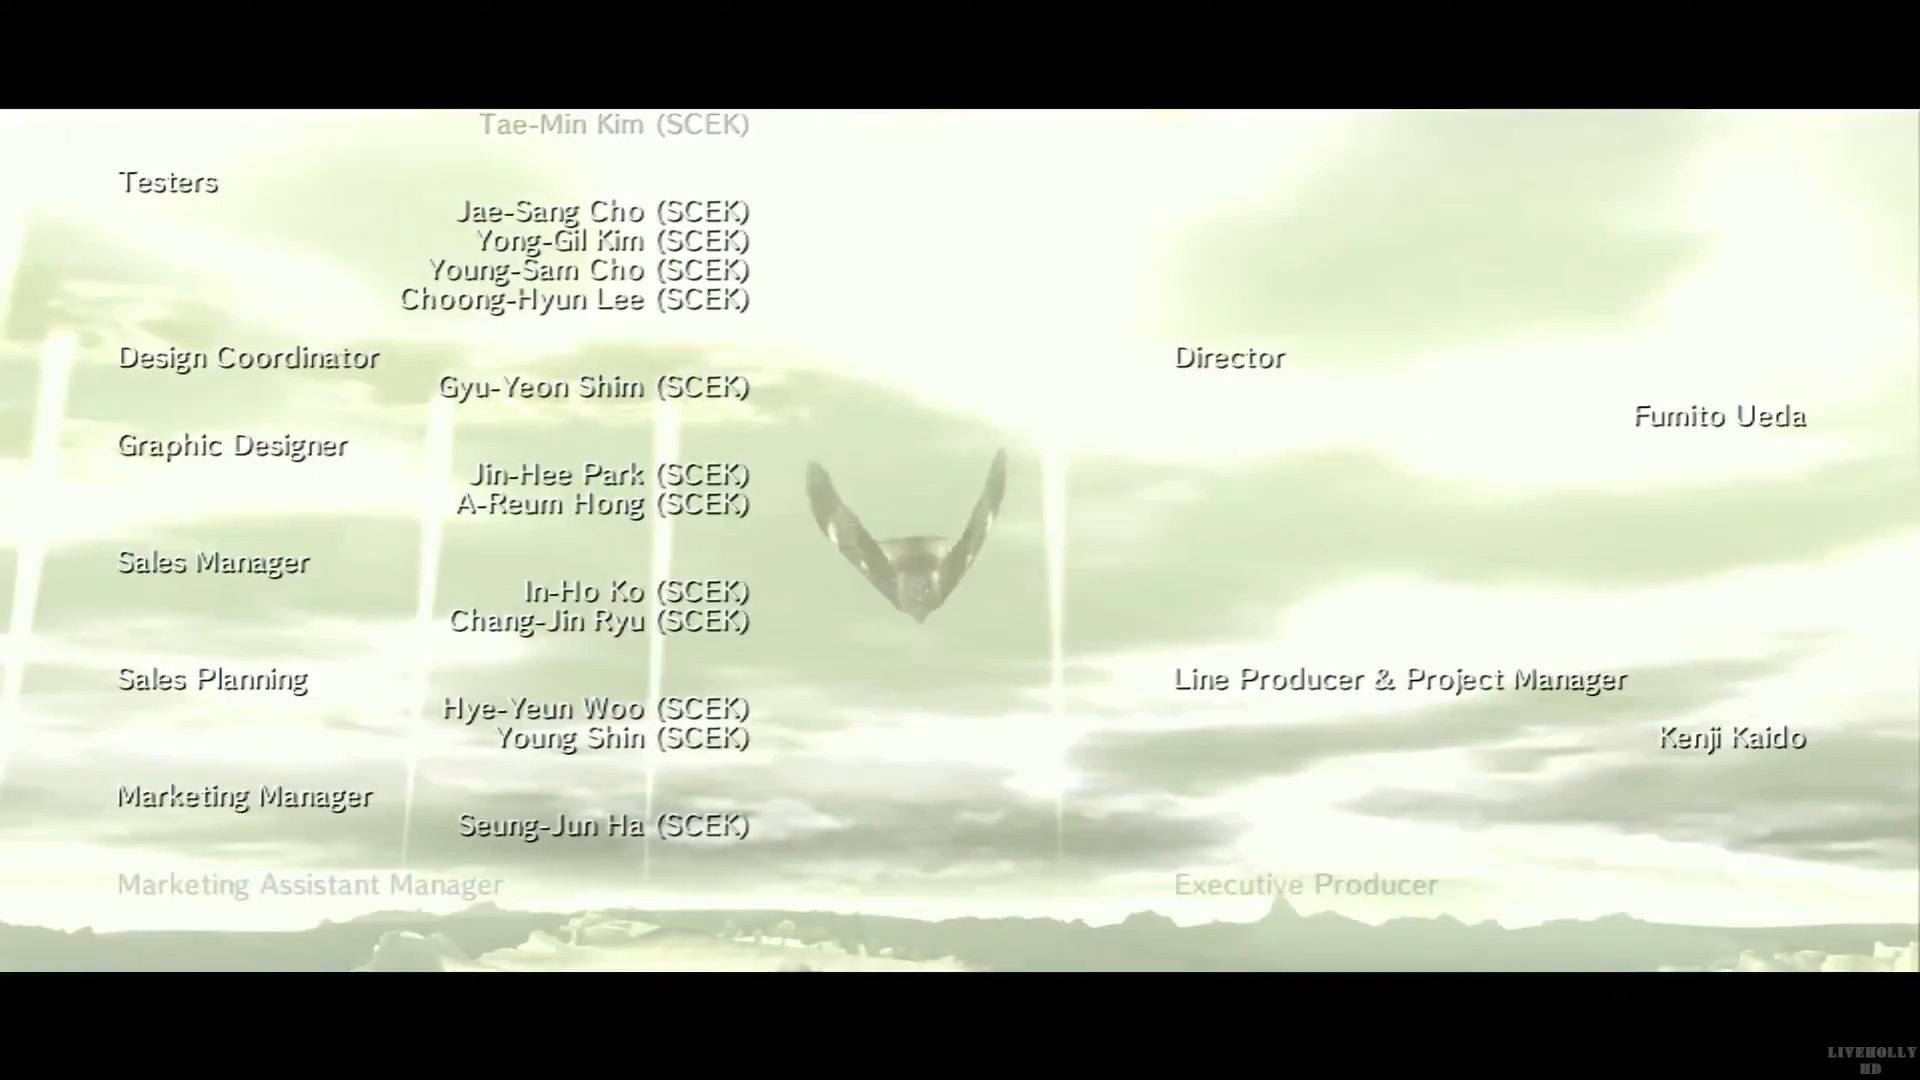 Tae-Min Kim (SCEK)
Testers
Jae-Sang Cho (SCEK)
Yong-Gil Kim (SCEK)
Young-Sam Cho (SCEK)
Choong-Hyun Lee (SCEK)
Design Coordinator
Gyu-Yeon Shim (SCEK)
Graphic Designer
Jin-Hee Park (SCEK)
A-Reum Hong (SCEK)
Sales Manager
In-Ho Ko (SCEK)
Chang-Jin Ryu (SCEK)
Sales Planning
Hye-Yeun Woo (SCEK)
Young Shin (SCEK)
Marketing Manager
Seung-Jun Ha (SCEK)
Marketing Assistant Manager
Director
Fumito Ueda
Line Producer & Project Manager
Kenji Kaido
Executive Producer
LIVEHOLLY
HD